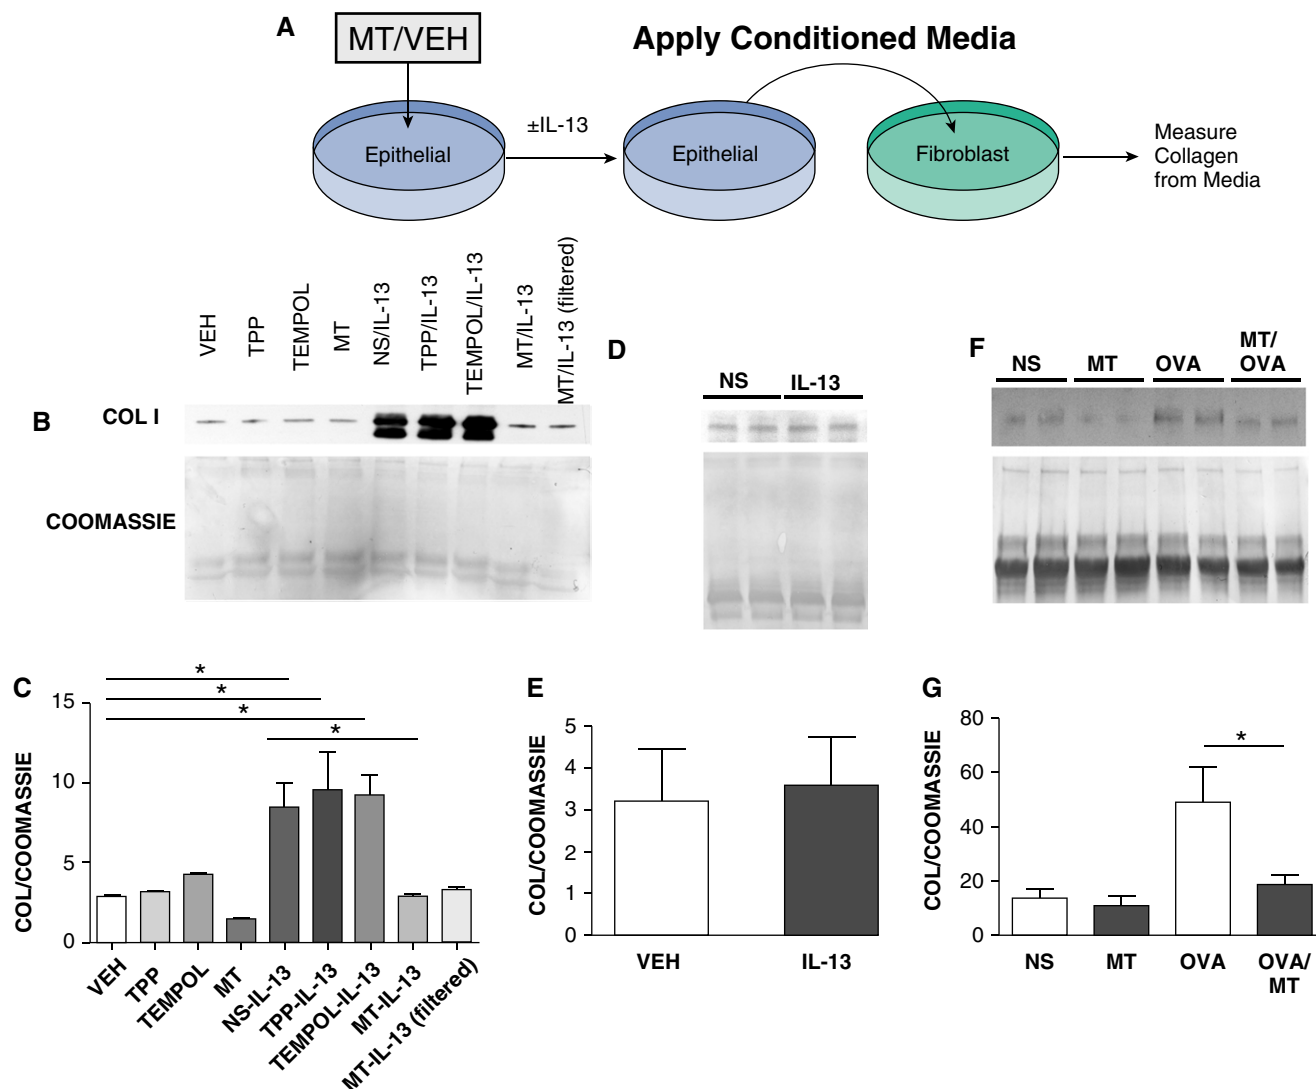 A
MT/VEH
Apply Conditioned Media
Epithelial
±IL-13
Epithelial
Fibroblast
Measure
Collagen
from Media
B
VEH
TPP
TEMPOL
MT
NS/IL-13
TPP/IL-13
TEMPOL/IL-13
MT/IL-13
MT/IL-13 (filtered)
COL I
COOMASSIE
D
NS
IL-13
F
NS
MT
OVA
MT/
OVA
C
*
*
*
*
COL/COOMASSIE
15
10
5
0
VEH
TPP
TEMPOL
MT
NS-IL-13
TPP-IL-13
TEMPOL-IL-13
MT-IL-13
MT-IL-13 (filtered)
E
COL/COOMASSIE
5
4
3
2
1
0
VEH
IL-13
G
COL/COOMASSIE
80
60
40
20
0
*
NS
MT
OVA
OVA/
MT